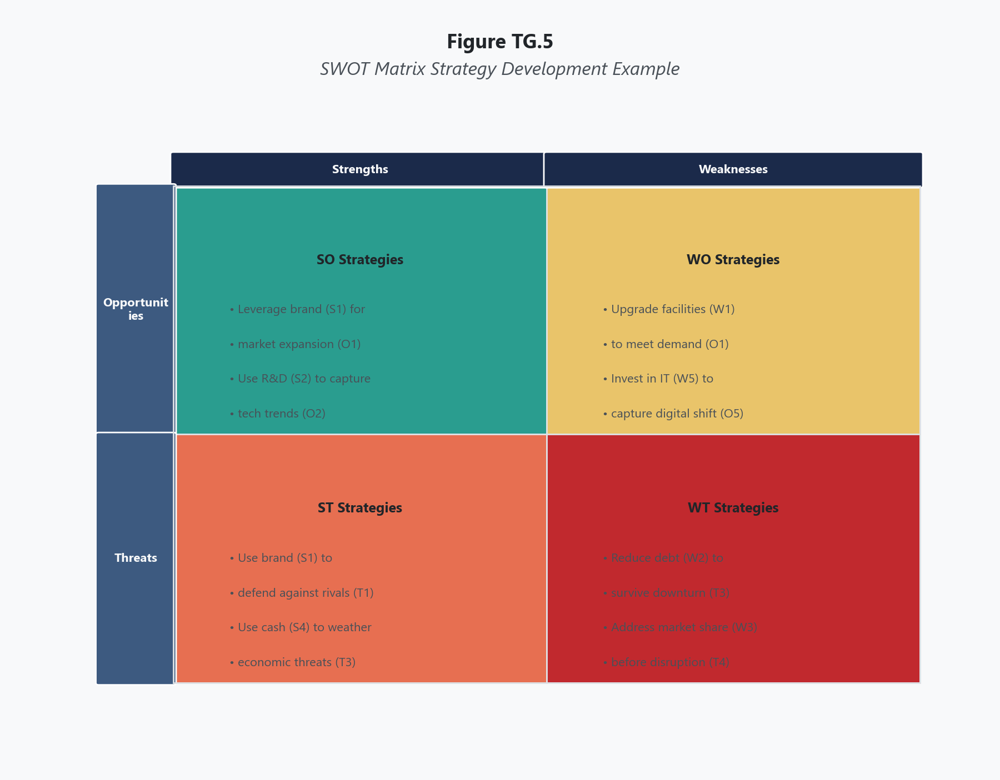 Figure TG.5
SWOT Matrix Strategy Development Example
Strengths
Weaknesses
Opportunit
ies
SO Strategies
• Leverage brand (S1) for
• market expansion (O1)
• Use R&D (S2) to capture
• tech trends (O2)
WO Strategies
• Upgrade facilities (W1)
• to meet demand (O1)
• Invest in IT (W5) to
• capture digital shift (O5)
Threats
ST Strategies
• Use brand (S1) to
• defend against rivals (T1)
• Use cash (S4) to weather
• economic threats (T3)
WT Strategies
• Reduce debt (W2) to
• survive downturn (T3)
• Address market share (W3)
• before disruption (T4)